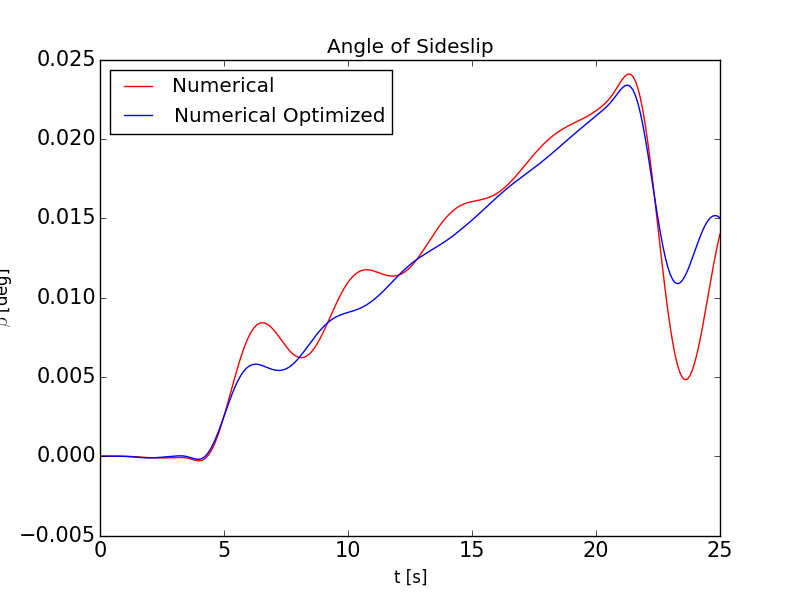 Angle of Sideslip
Numerical
Numerical Optimized
0.025
0.020
0.015
0.010
0.005
0.000
−0.005
β [deg]
0 5 10 15 20 25
t [s]